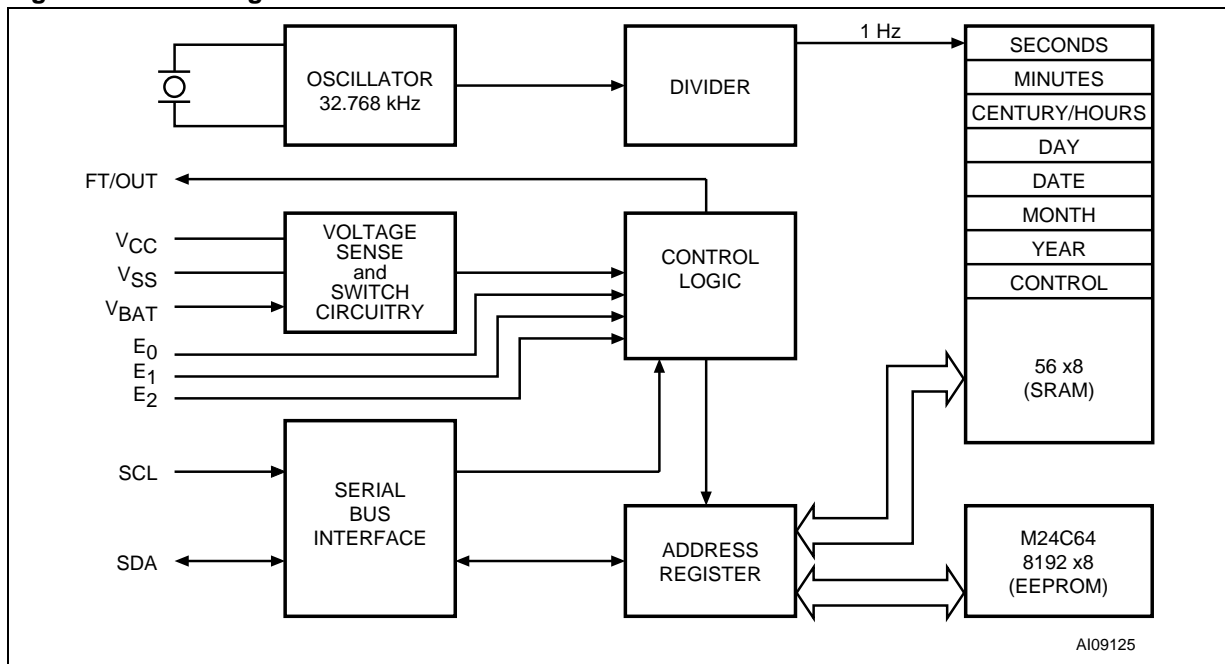 OSCILLATOR
32.768 kHz
DIVIDER
1 Hz
SECONDS
MINUTES
CENTURY/HOURS
DAY
DATE
MONTH
YEAR
CONTROL
56 x8
(SRAM)
FT/OUT
VCC
VSS
VBAT
VOLTAGE
SENSE
and
SWITCH
CIRCUITRY
CONTROL
LOGIC
E0
E1
E2
SCL
SDA
SERIAL
BUS
INTERFACE
ADDRESS
REGISTER
M24C64
8192 x8
(EEPROM)
AI09125